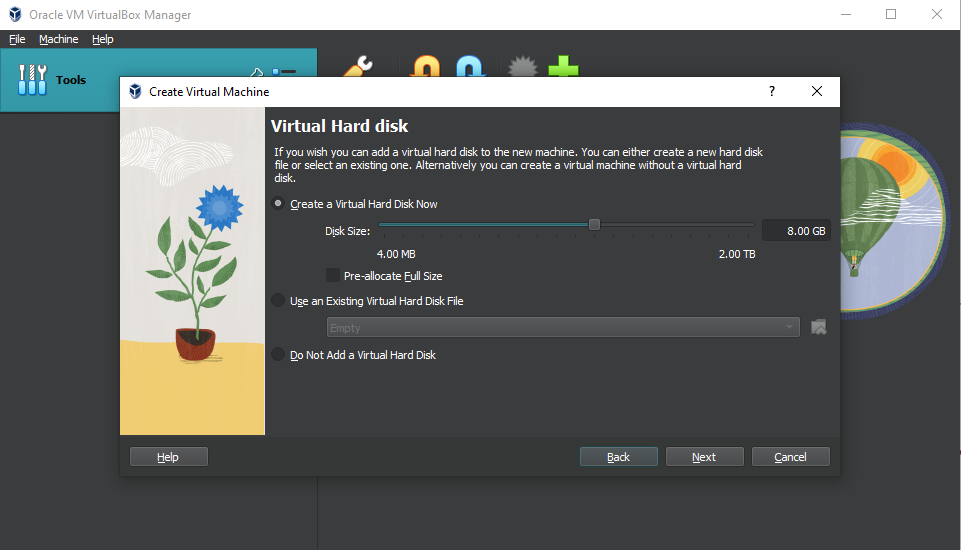 Oracle VM VirtualBox Manager
File Machine Help
Tools
Create Virtual Machine
?
Virtual Hard disk
If you wish you can add a virtual hard disk to the new machine. You can either create a new hard disk
file or select an existing one. Alternatively you can create a virtual machine without a virtual hard
disk.
Create a Virtual Hard Disk Now
Disk Size:
8.00 GB
4.00 MB 2.00 TB
Pre-allocate Full Size
Use an Existing Virtual Hard Disk File
Empty
Do Not Add a Virtual Hard Disk
Help Back Next Cancel